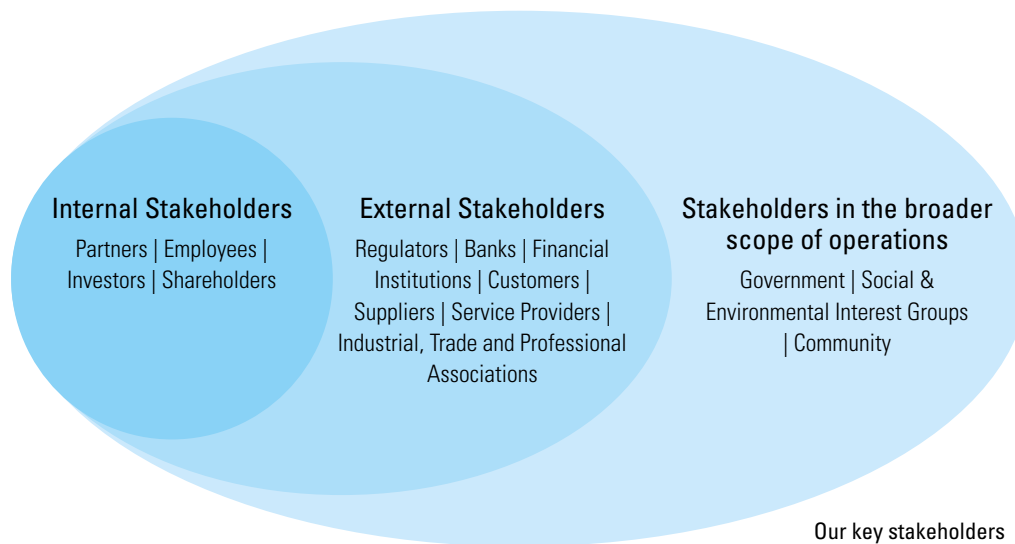 Internal Stakeholders
Partners | Employees |
Investors | Shareholders
External Stakeholders
Regulators | Banks | Financial
Institutions | Customers |
Suppliers | Service Providers |
Industrial, Trade and Professional
Associations
Stakeholders in the broader
scope of operations
Government | Social &
Environmental Interest Groups
| Community
Our key stakeholders